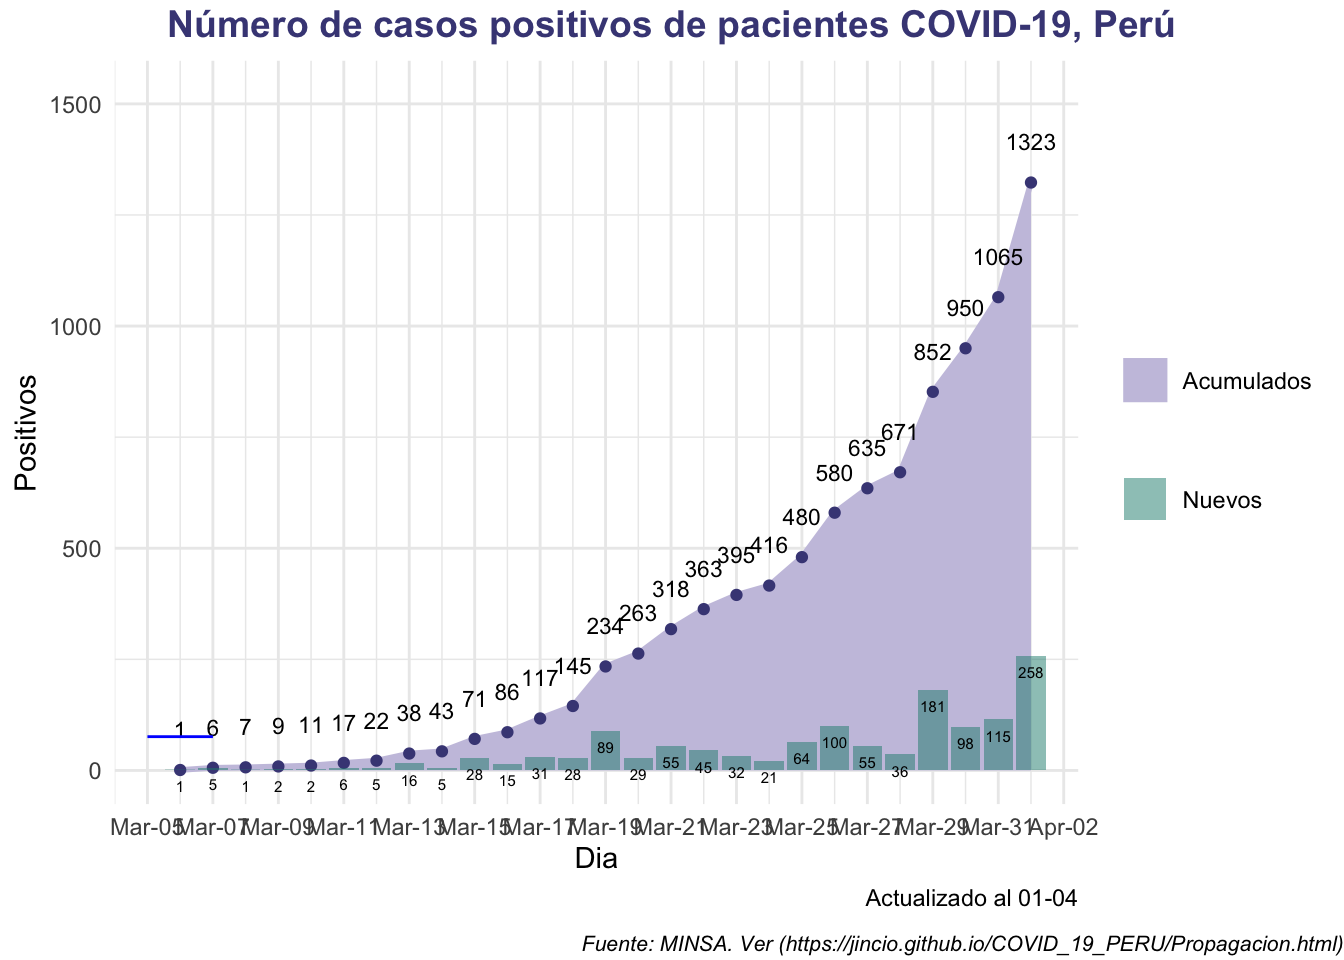 Número de casos positivos de pacientes COVID-19, Perú
1500
1000
500
0
Positivos
1 6 7 9 11 17 22 38 43 71 86 117 145 234 263 318 363 395 416 480 580 635 671 852 950 1065 1323
1 5 1 2 2 6 5 16 5 28 15 31 28 89 29 55 45 32 21 64 100 55 36 181 98 115 258
Mar-05 Mar-07 Mar-09 Mar-11 Mar-13 Mar-15 Mar-17 Mar-19 Mar-21 Mar-23 Mar-25 Mar-27 Mar-29 Mar-31 Apr-02
Dia
Acumulados
Nuevos
Actualizado al 01-04
Fuente: MINSA. Ver (https://jincio.github.io/COVID_19_PERU/Propagacion.html)